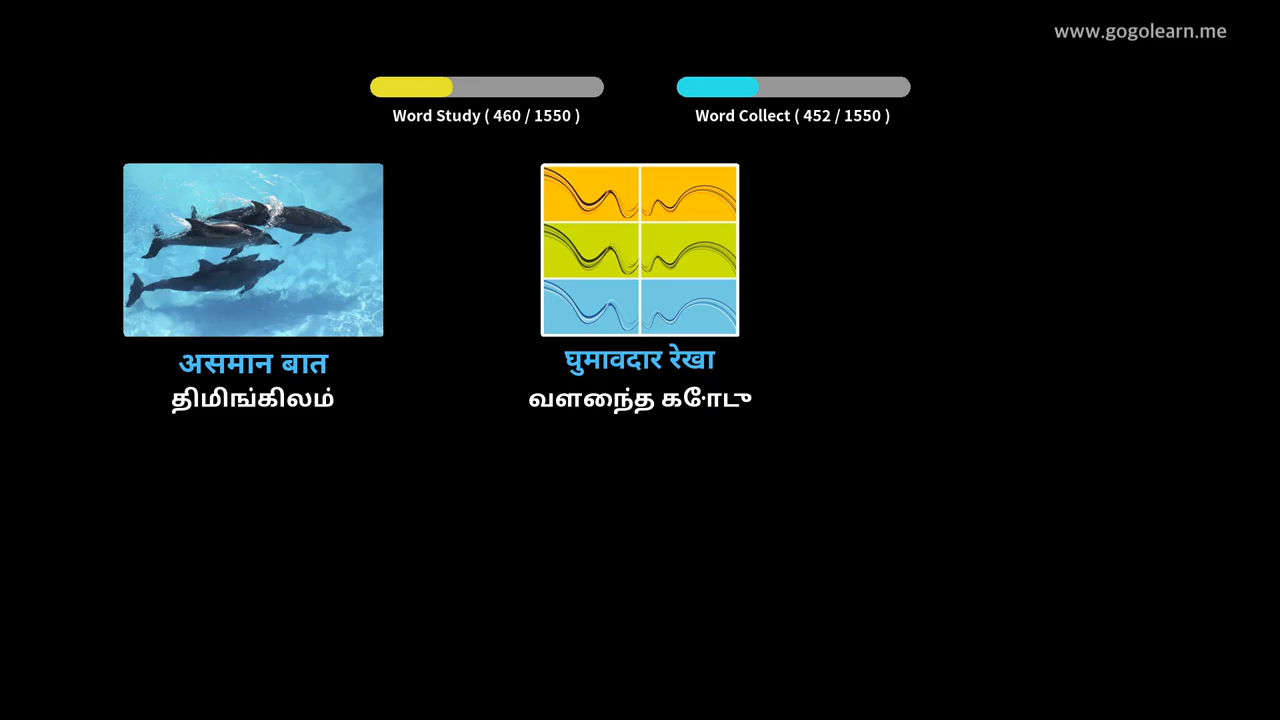 www.gogolearn.me
Word Study ( 460 / 1550 )
Word Collect ( 452 / 1550 )
असमान बात
घुमावदार रेखा
திமிங்கிலம்
வளைந்த கோடு